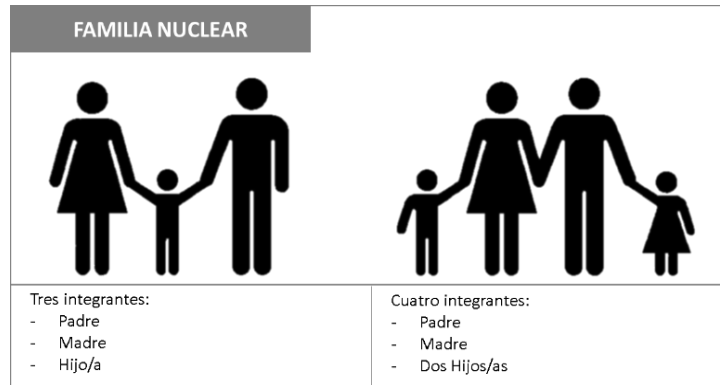 FAMILIA NUCLEAR
Tres integrantes:
- Padre
- Madre
- Hijo/a
Cuatro integrantes:
- Padre
- Madre
- Dos Hijos/as